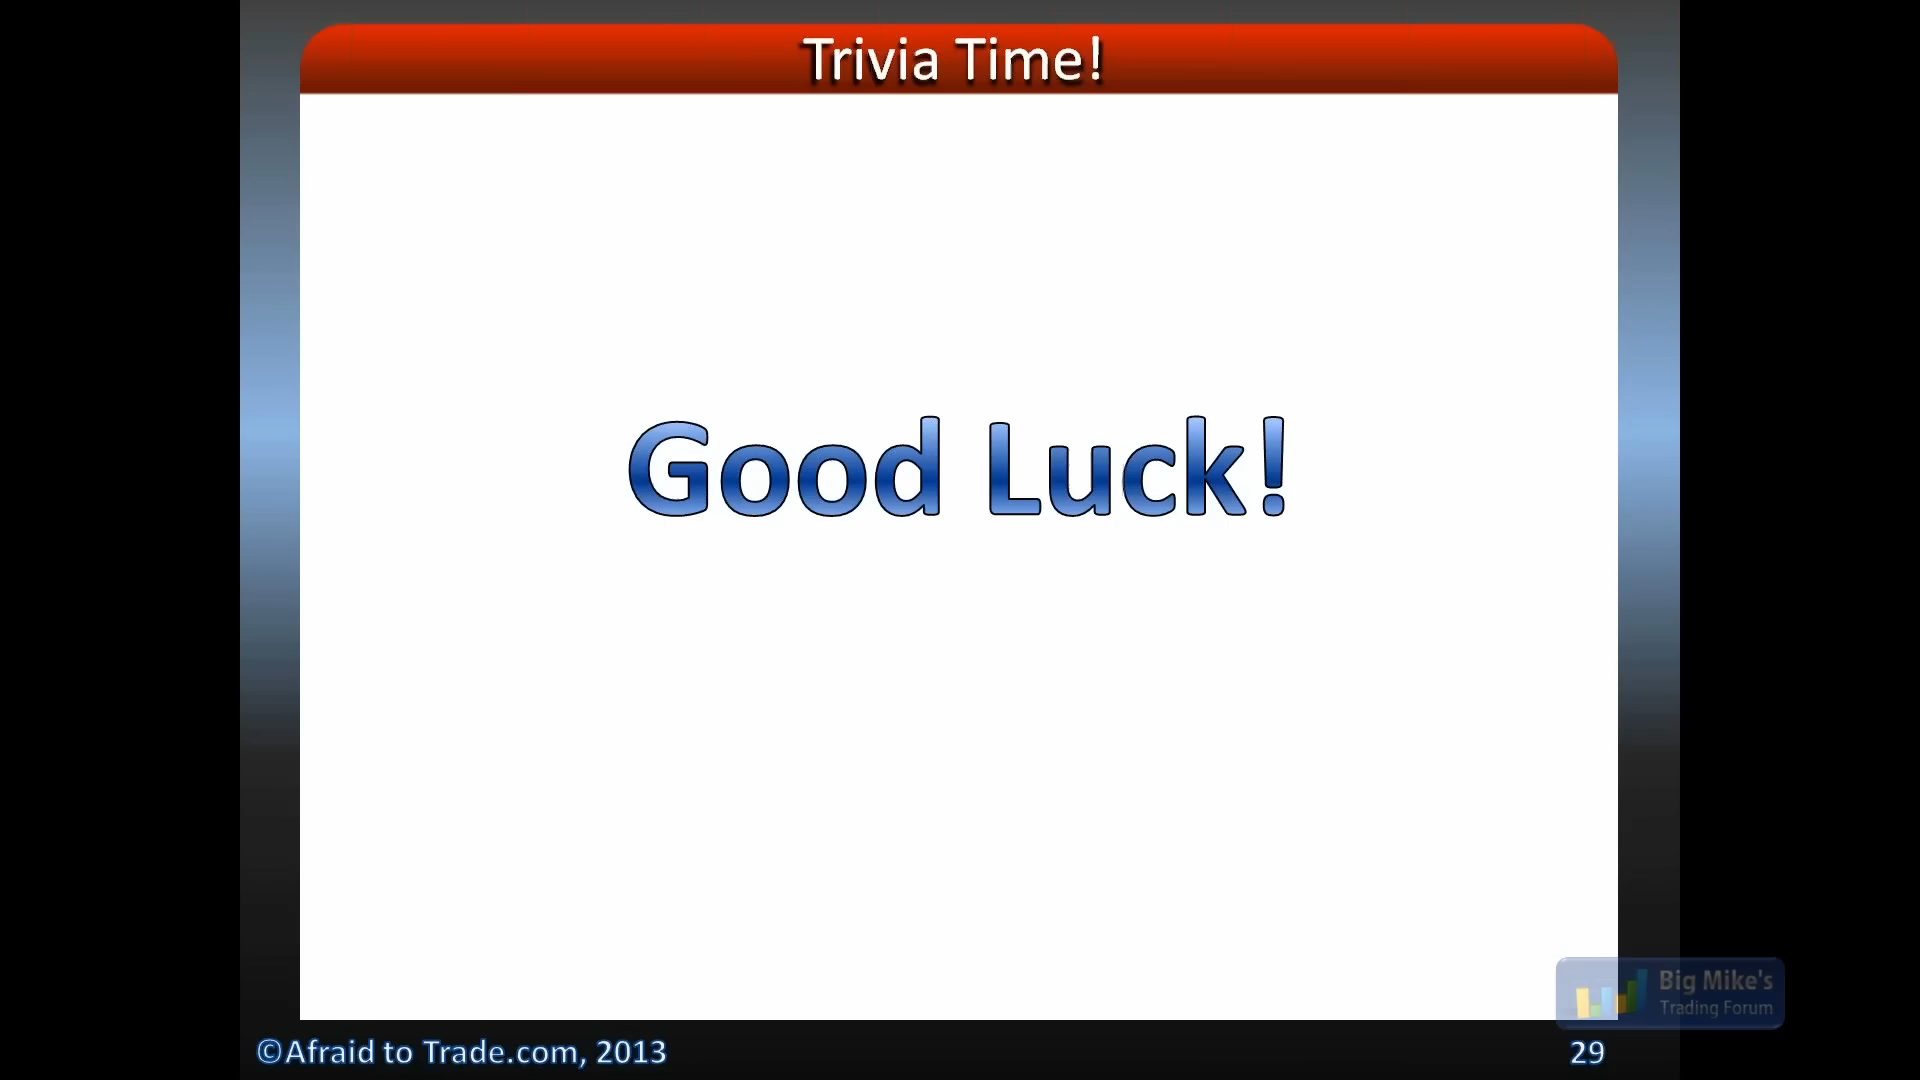 Trivia Time!
Good Luck!
Big Mike's
Trading Forum
©Afraid to Trade.com, 2013
29